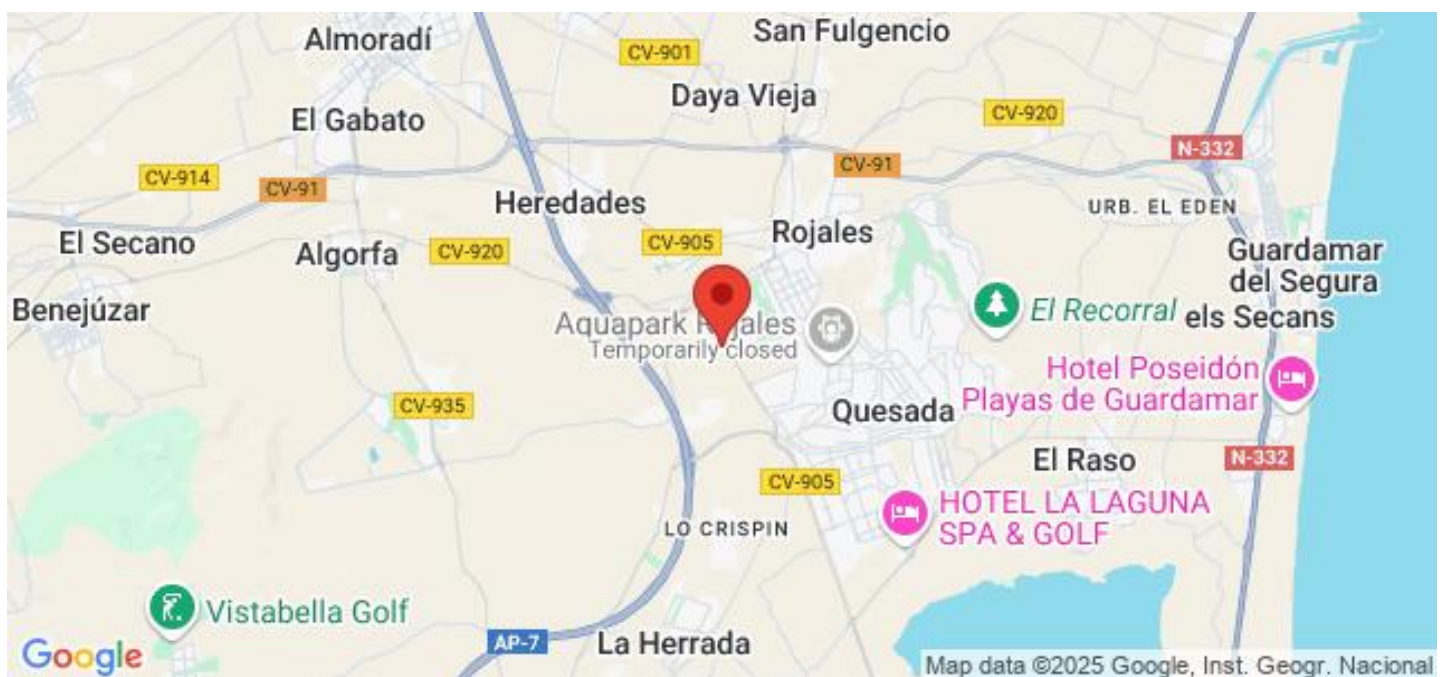 Almoradí
San Fulgencio
CV-901
Daya Vieja
El Gabato
CV-920
N-332
CV-91
CV-914
CV-91
Heredades
URB. EL EDEN
El Secano
Algorfa
CV-920
CV-905
Rojales
Guardamar
del Segura
Benejúzar
El Recorral
els Secans
Aquapark Rojales
Temporarily closed
Hotel Poseidón
Playas de Guardamar
CV-935
Quesada
El Raso
N-332
CV-905
HOTEL LA LAGUNA
SPA & GOLF
LO CRISPIN
Vistabella Golf
AP-7
La Herrada
Google
Map data ©2025 Google, Inst. Geogr. Nacional